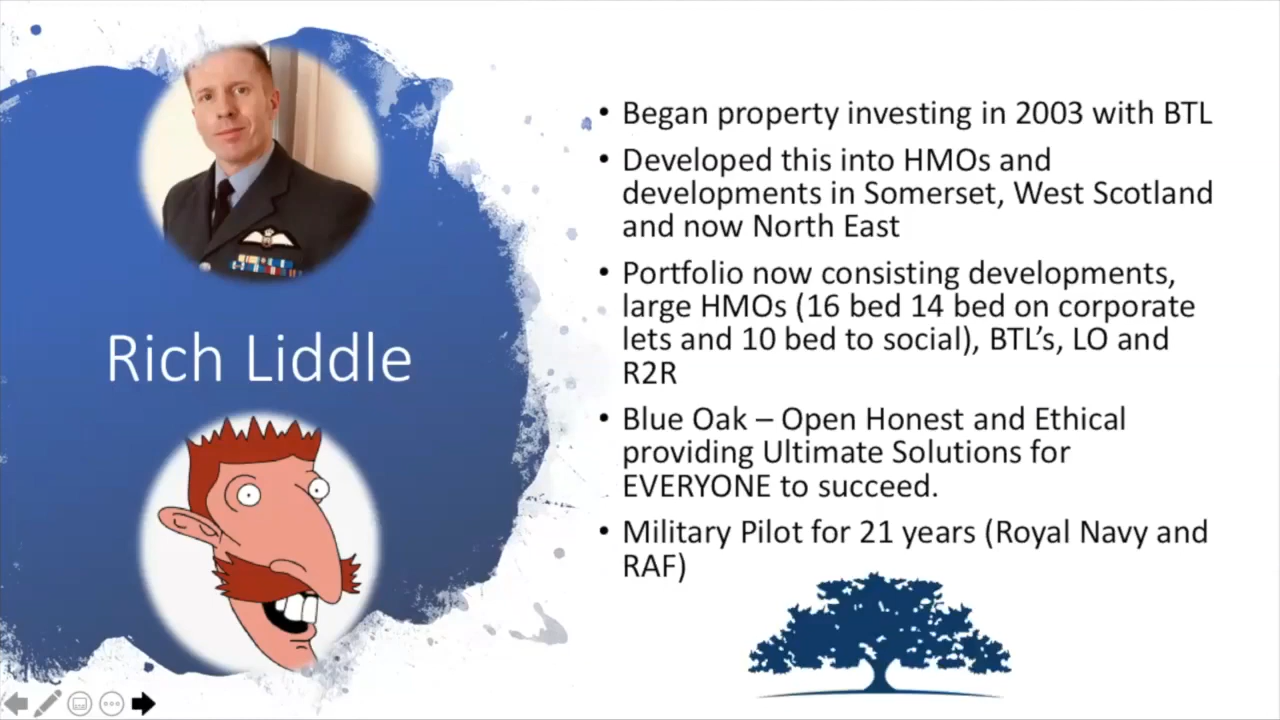 Rich Liddle
• Began property investing in 2003 with BTL
• Developed this into HMOs and
developments in Somerset, West Scotland
and now North East
• Portfolio now consisting developments,
large HMOs (16 bed 14 bed on corporate
lets and 10 bed to social), BTL’s, LO and
R2R
• Blue Oak – Open Honest and Ethical
providing Ultimate Solutions for
EVERYONE to succeed.
• Military Pilot for 21 years (Royal Navy and
RAF)